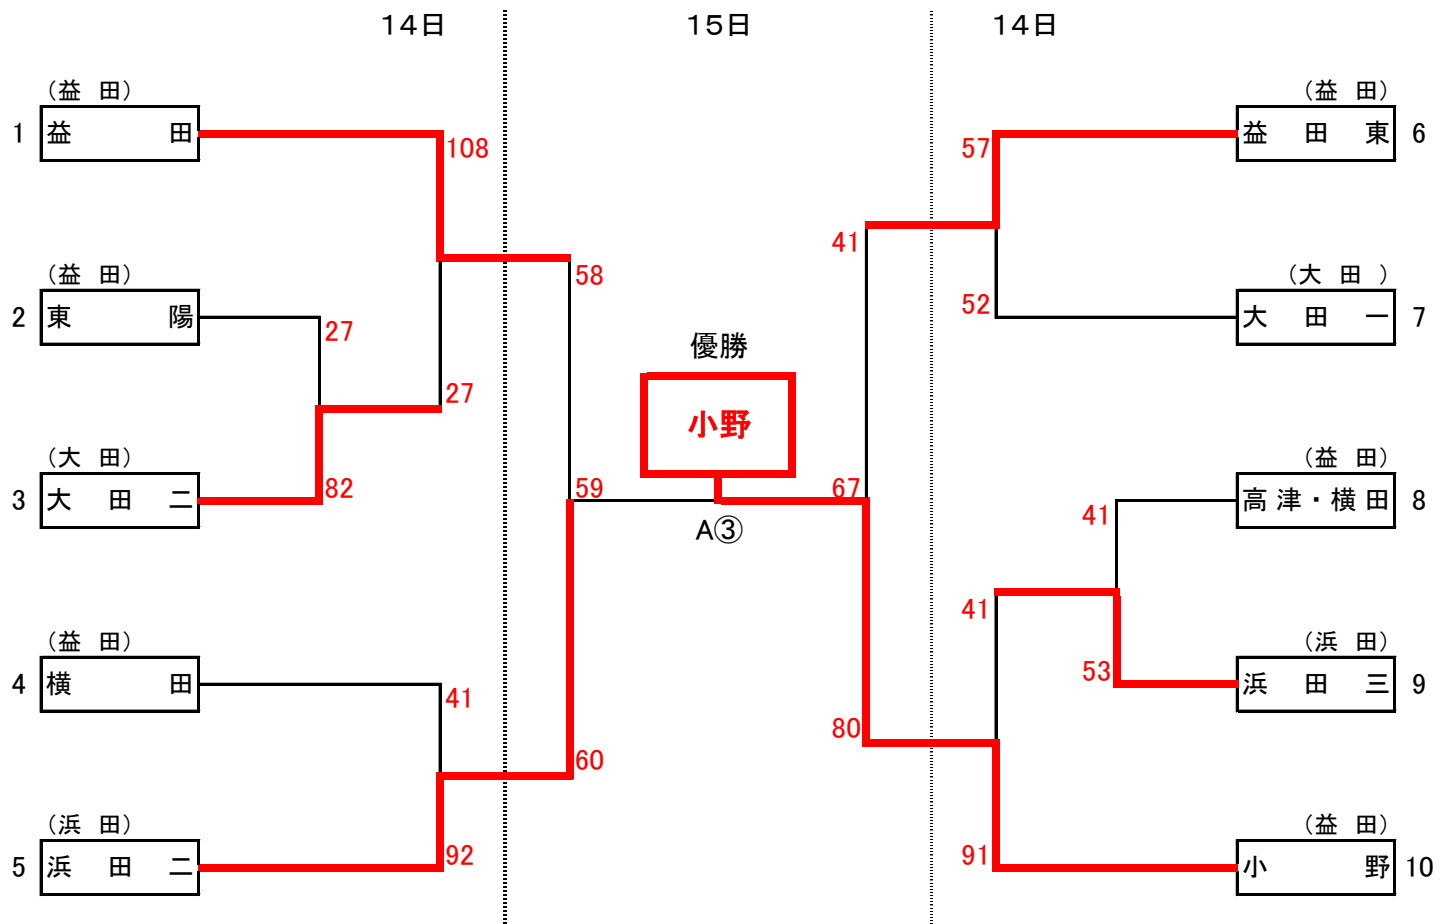 14日 15日 14日
(益 田) (益 田)
1 益 田 108 57 益 田 東 6
41
(益 田) 58 (大 田 )
2 東 陽 27 52 大 田 一 7
優勝
27
小野
(大 田) (益 田)
3 大 田 二 82 59 67 41 高津・横田 8
A③
41
(益 田) (浜 田)
4 横 田 41 53 浜 田 三 9
60 80
(浜 田) (益 田)
5 浜 田 二 92 91 小 野 10